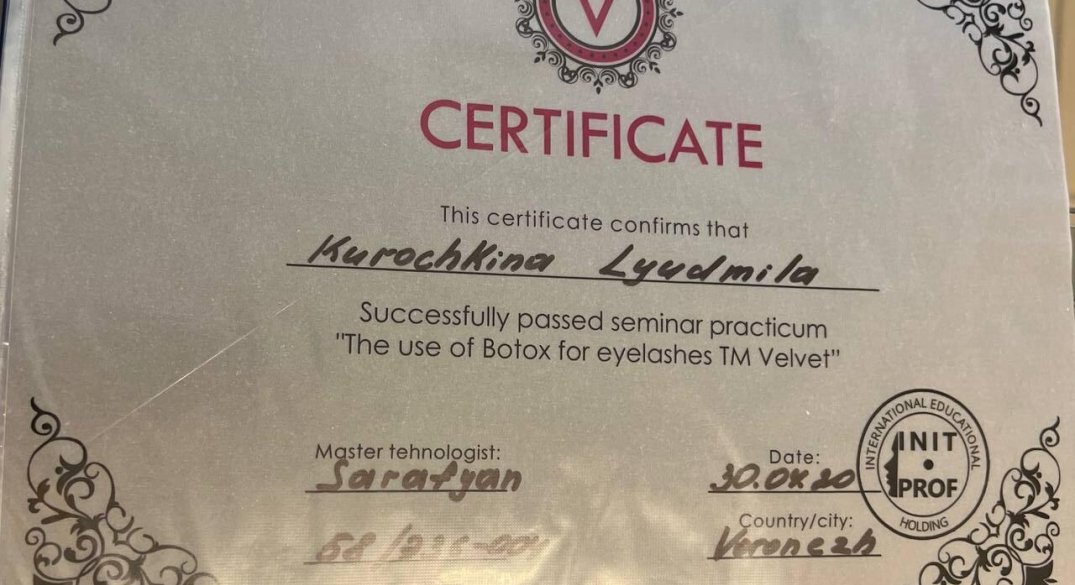 V
CERTIFICATE
This certificate confirms that
Kurochkina Lyudmila
Successfully passed seminar practicum
"The use of Botox for eyelashes TM Velvet"
Master tehnologist:
Sarafyan
Date:
Country/city:
Voronezh
INTERNATIONAL EDUCATIONAL
INIT
PROF
HOLDING